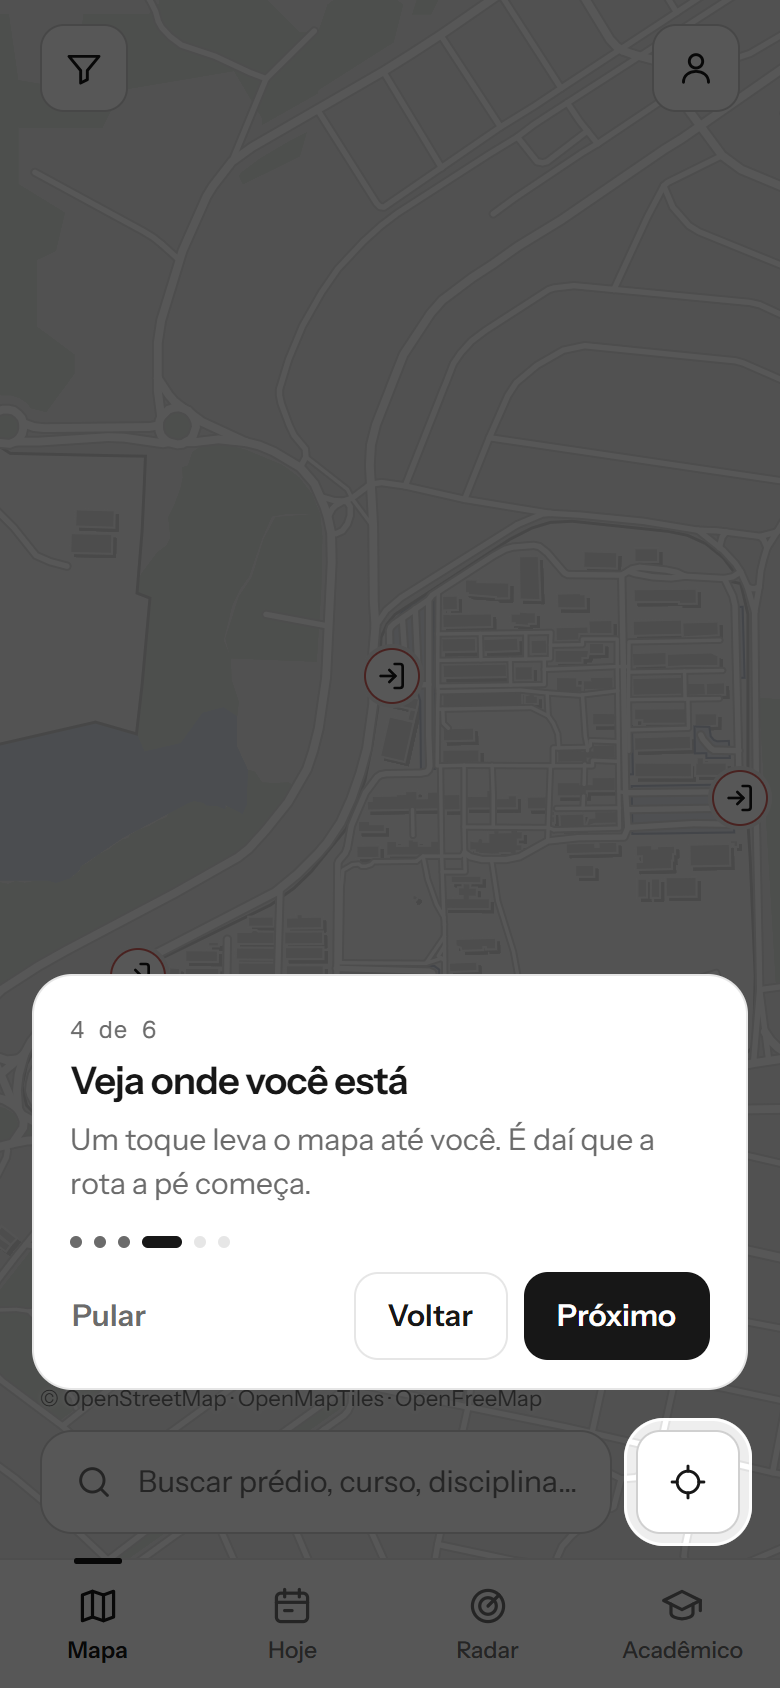 4 de 6
Veja onde você está
Um toque leva o mapa até você. É daí que a
rota a pé começa.
Pular
Voltar
Próximo
© OpenStreetMap · OpenMapTiles · OpenFreeMap
Buscar prédio, curso, disciplina...
Mapa
Hoje
Radar
Acadêmico